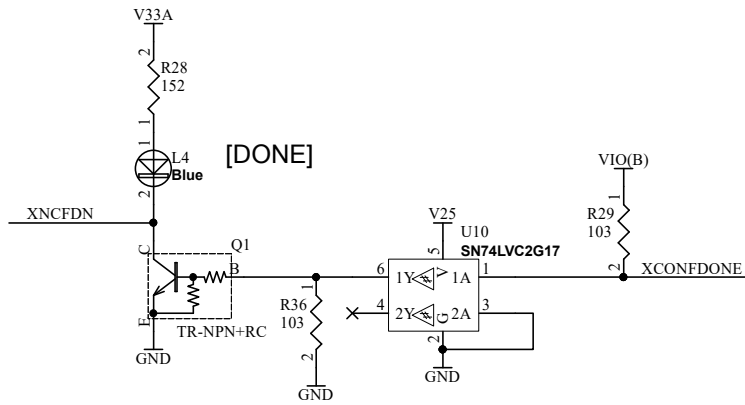 V33A
2
R28
152
1
1
L4
Blue
[DONE]
2
XNCFDN
C
Q1
B
E
TR-NPN+RC
GND
6
1
R36
103
2
GND
4
V25
U10
SN74LVC2G17
5
1Y V 1A
2Y G 2A
2
GND
1
3
VIO(B)
1
R29
103
2
XCONFDONE